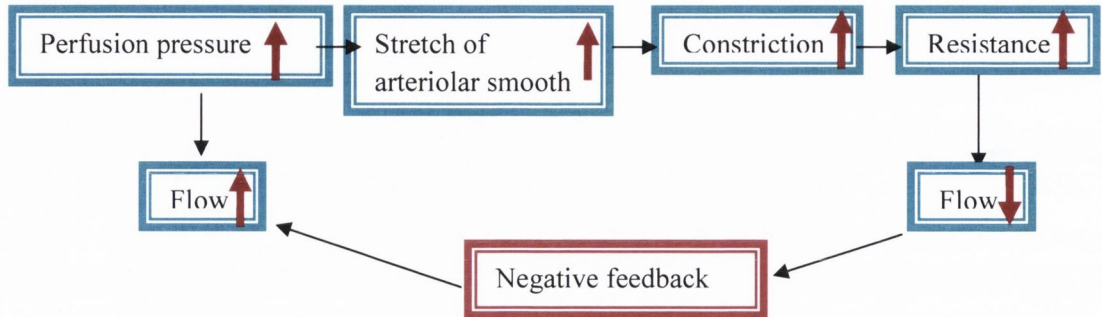 Perfusion pressure
Stretch of
arteriolar smooth
Constriction
Resistance
Flow
Flow
Negative feedback